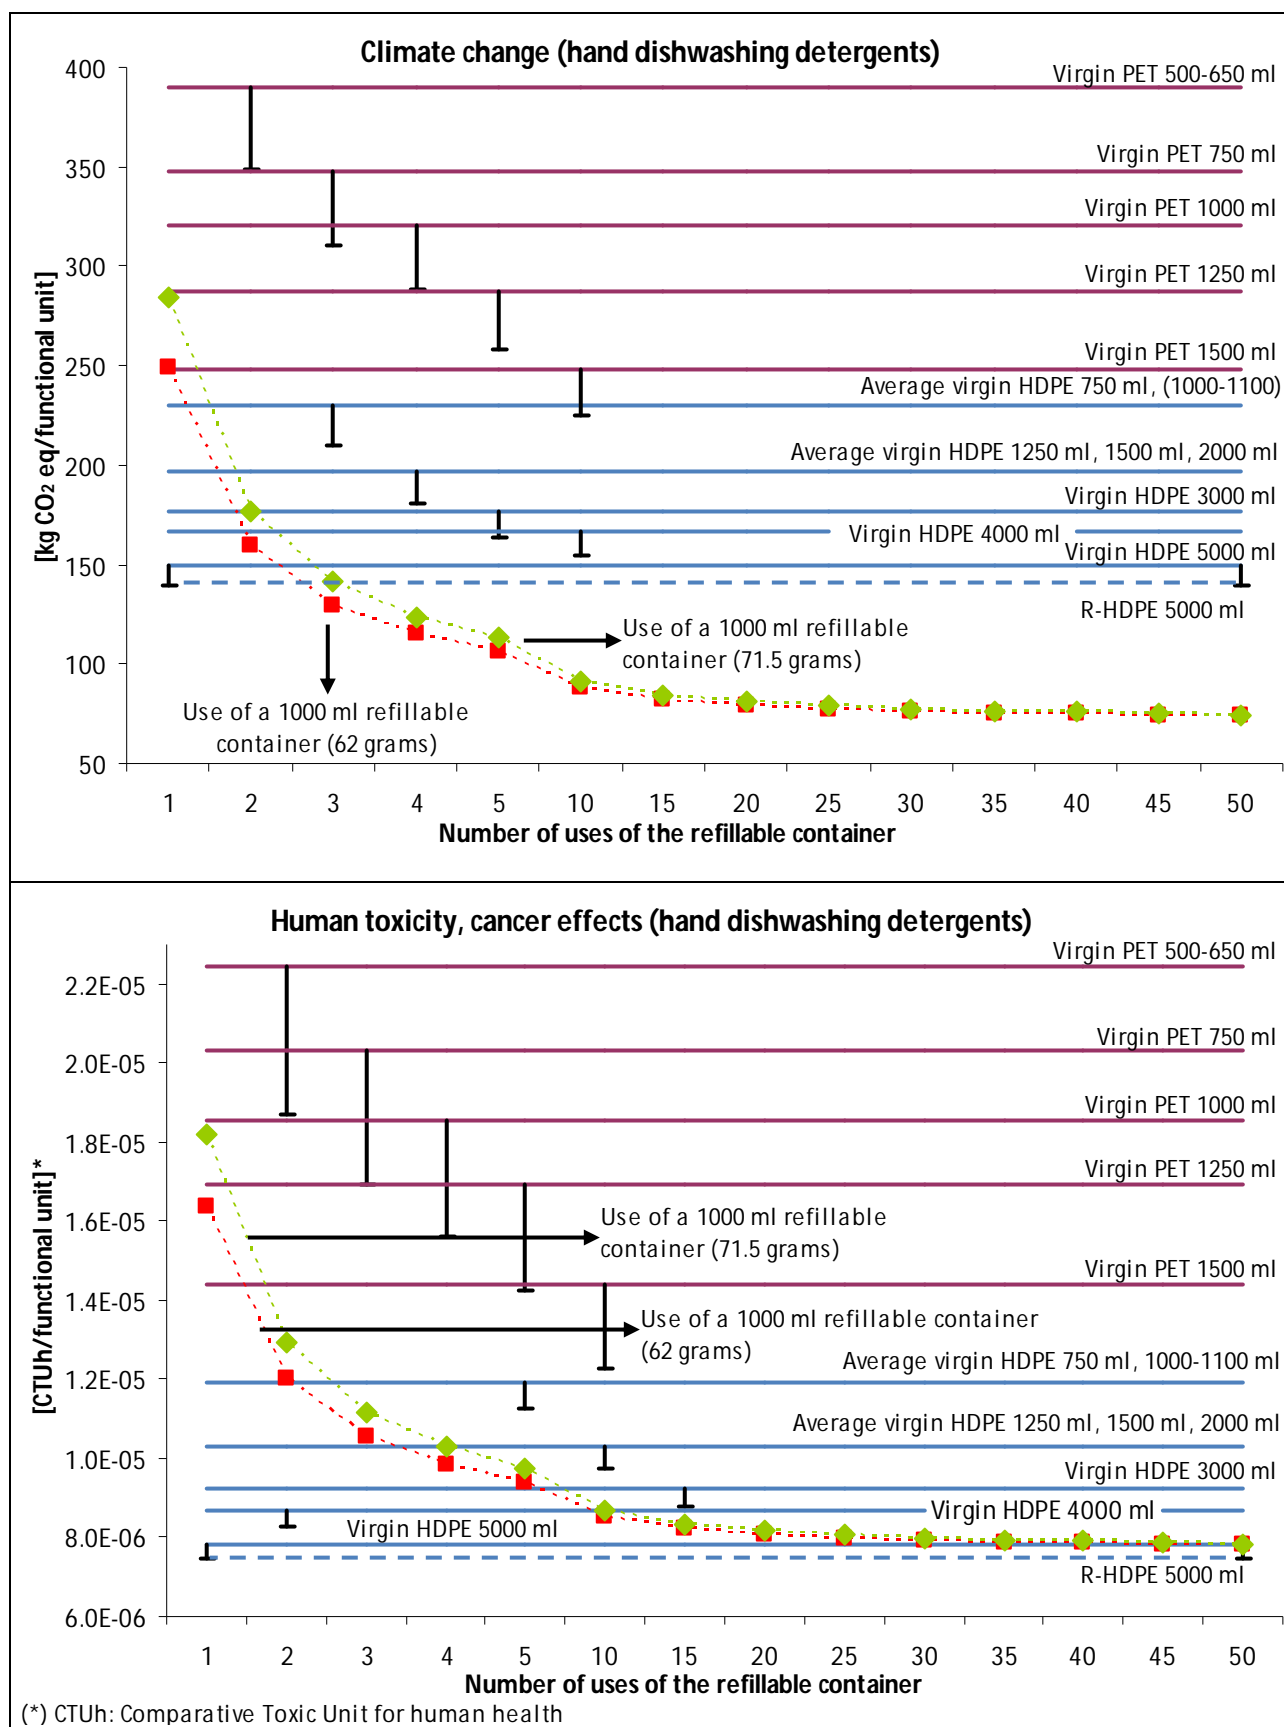 Climate change (hand dishwashing detergents)
[kg CO2 eq/functional unit]
400
350
300
250
200
150
100
50
Virgin PET 500-650 ml
Virgin PET 750 ml
Virgin PET 1000 ml
Virgin PET 1250 ml
Virgin PET 1500 ml
Average virgin HDPE 750 ml, (1000-1100)
Average virgin HDPE 1250 ml, 1500 ml, 2000 ml
Virgin HDPE 3000 ml
Virgin HDPE 4000 ml
Virgin HDPE 5000 ml
R-HDPE 5000 ml
Use of a 1000 ml refillable
container (71.5 grams)
Use of a 1000 ml refillable
container (62 grams)
1 2 3 4 5 10 15 20 25 30 35 40 45 50
Number of uses of the refillable container
Human toxicity, cancer effects (hand dishwashing detergents)
[CTUh/functional unit]*
2.2E-05
2.0E-05
1.8E-05
1.6E-05
1.4E-05
1.2E-05
1.0E-05
8.0E-06
6.0E-06
Virgin PET 500-650 ml
Virgin PET 750 ml
Virgin PET 1000 ml
Virgin PET 1250 ml
Use of a 1000 ml refillable
container (71.5 grams)
Virgin PET 1500 ml
Use of a 1000 ml refillable container
(62 grams)
Average virgin HDPE 750 ml, 1000-1100 ml
Average virgin HDPE 1250 ml, 1500 ml, 2000 ml
Virgin HDPE 3000 ml
Virgin HDPE 4000 ml
Virgin HDPE 5000 ml
R-HDPE 5000 ml
1 2 3 4 5 10 15 20 25 30 35 40 45 50
Number of uses of the refillable container
(*) CTUh: Comparative Toxic Unit for human health